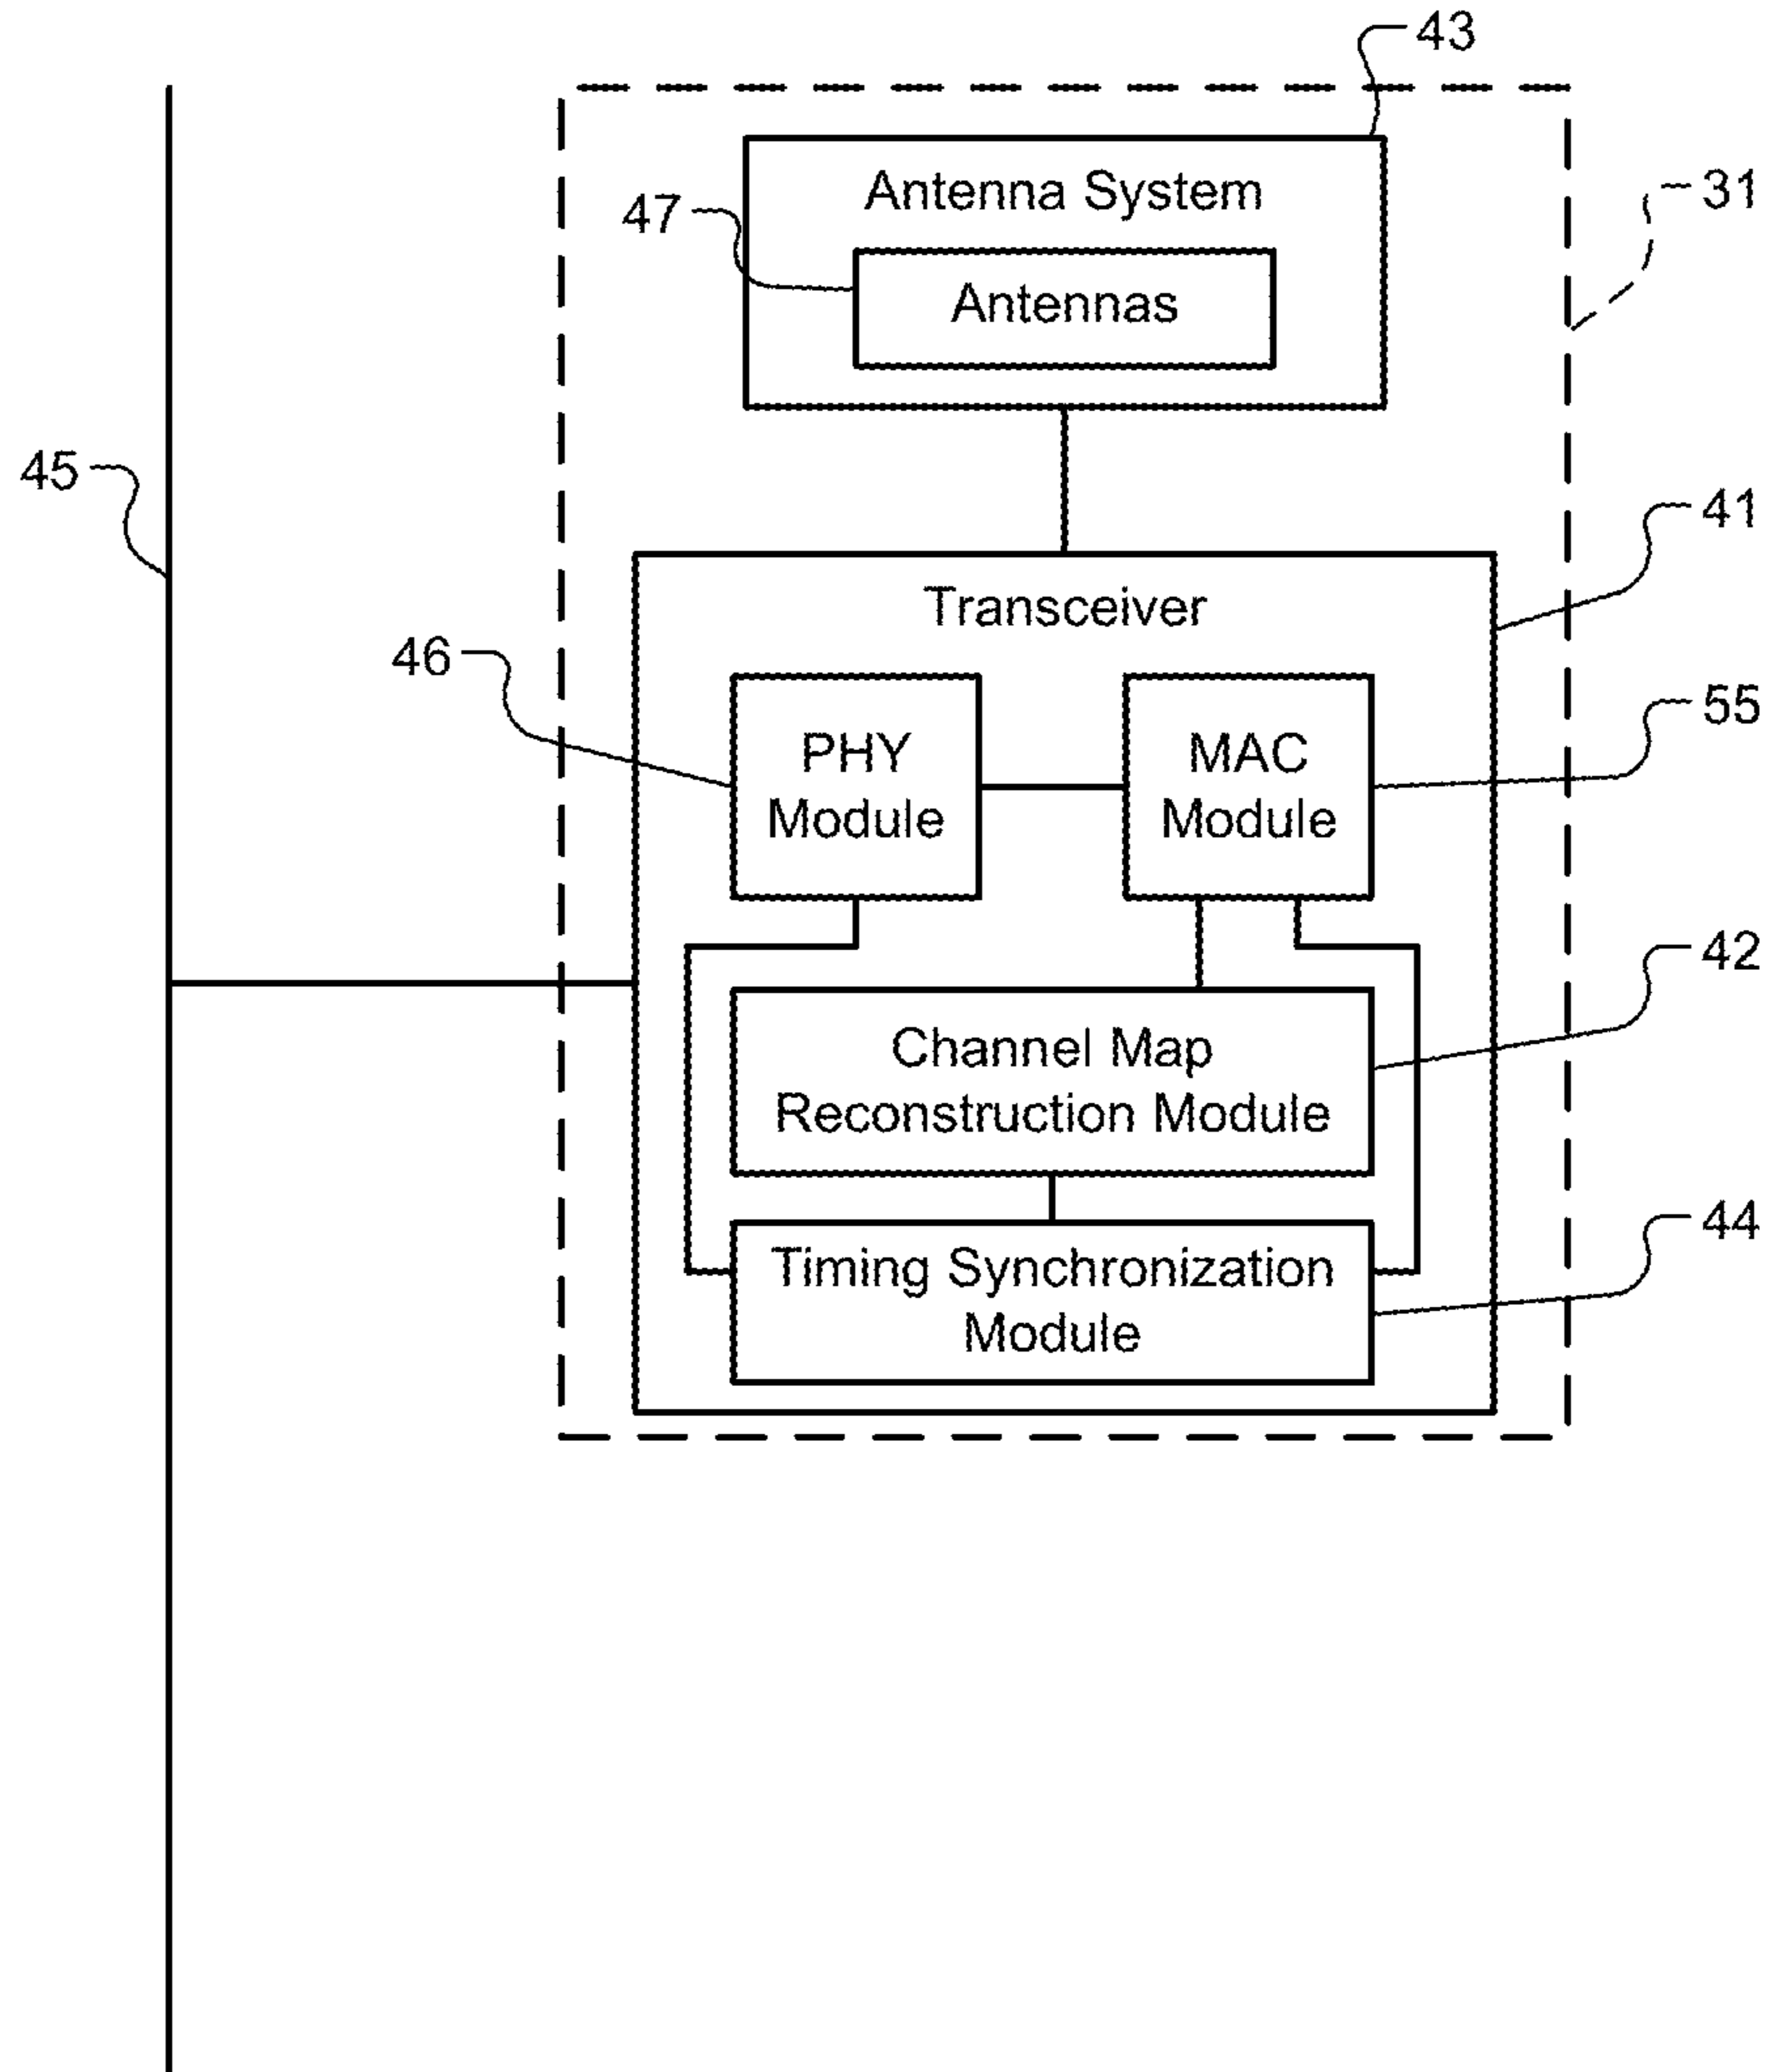 43
Antenna System
31
47
Antennas
45
41
Transceiver
46
55
PHY
Module
MAC
Module
42
Channel Map
Reconstruction Module
44
Timing Synchronization
Module